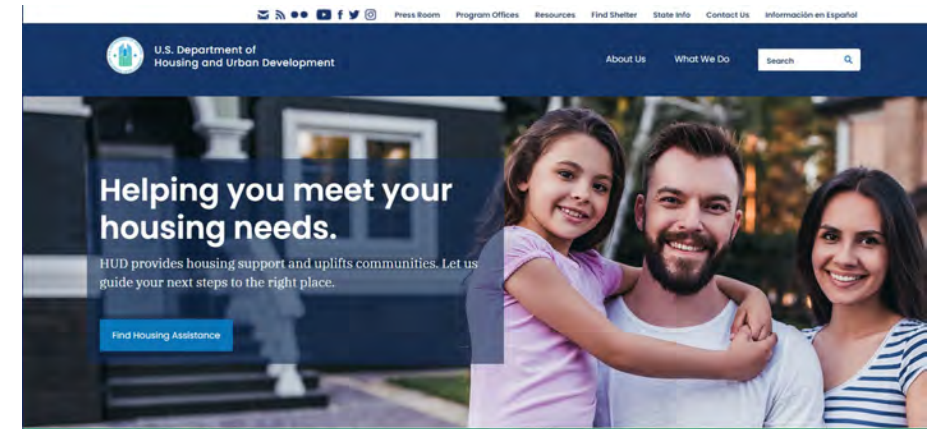 Press Room Program Offices Resources Find Shelter State Info Contact Us Información en Español
U.S. Department of
Housing and Urban Development
About Us What We Do Search
Helping you meet your
housing needs.
HUD provides housing support and uplifts communities. Let us
guide your next steps to the right place.
Find Housing Assistance